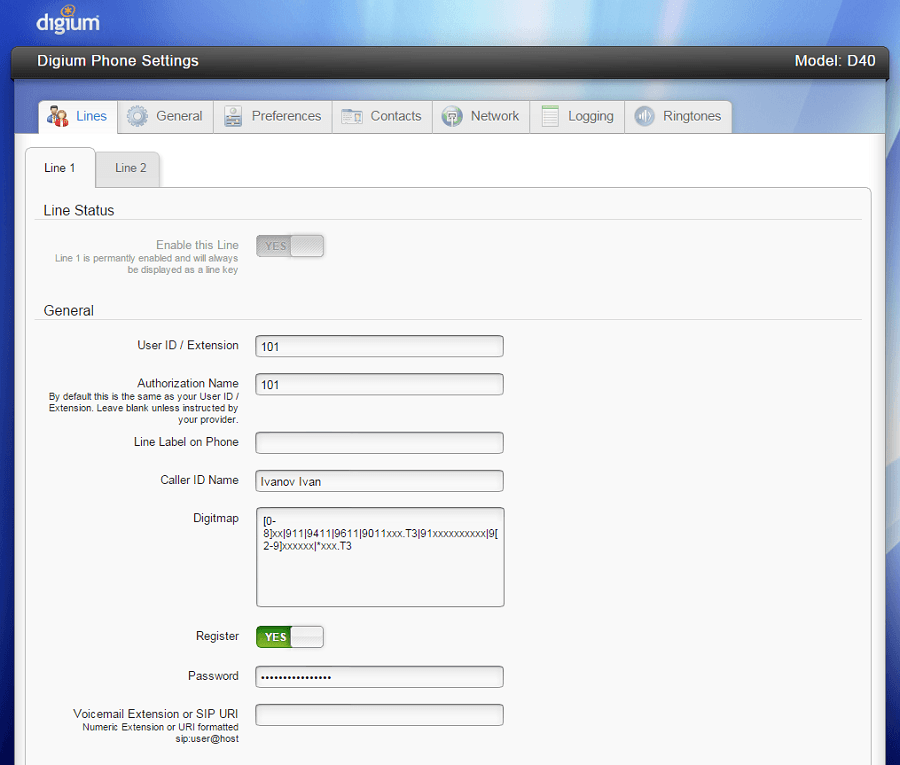 digium
Digium Phone Settings
Model: D40
Lines
General
Preferences
Contacts
Network
Logging
Ringtones
Line 1
Line 2
Line Status
Enable this Line
YES
Line 1 is permantly enabled and will always
be displayed as a line key
General
User ID / Extension
101
Authorization Name
101
By default this is the same as your User ID /
Extension. Leave blank unless instructed by
your provider.
Line Label on Phone
Caller ID Name
Ivanov Ivan
Digitmap
[0-
8]xx|911|9411|9611|9011xxx.T3|91xxxxxxxxxx|9[
2-9]xxxxxx|*xxx.T3
Register
YES
Password
••••••••••••••••
Voicemail Extension or SIP URI
Numeric Extension or URI formatted
sip:user@host